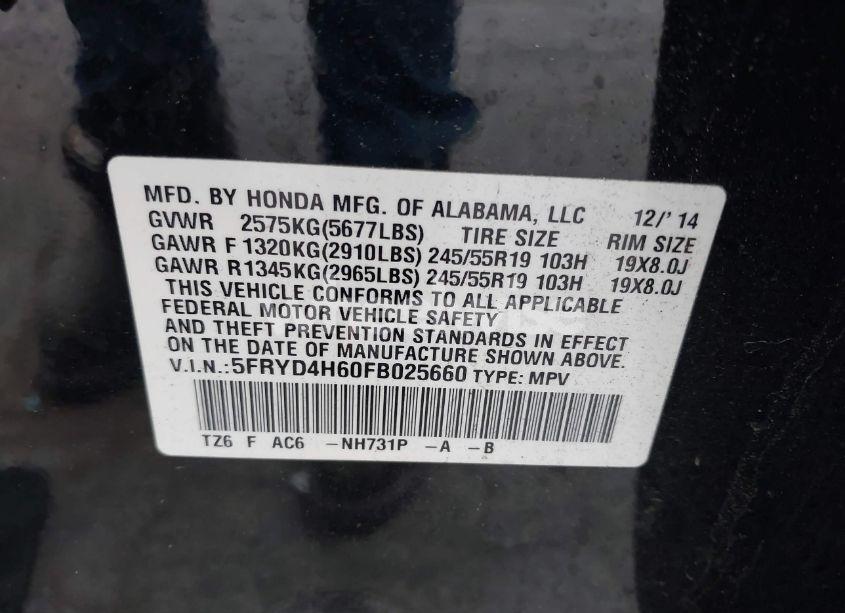 MFD. BY HONDA MFG. OF ALABAMA, LLC 12/' 14
GVWR 2575KG(5677LBS) TIRE SIZE RIM SIZE
GAWR F 1320KG(2910LBS) 245/55R19 103H 19X8.0J
GAWR R1345KG(2965LBS) 245/55R19 103H 19X8.0J
THIS VEHICLE CONFORMS TO ALL APPLICABLE
FEDERAL MOTOR VEHICLE SAFETY
AND THEFT PREVENTION STANDARDS IN EFFECT
ON THE DATE OF MANUFACTURE SHOWN ABOVE.
V.I.N.:5FRYD4H60FB025660 TYPE: MPV
TZ6 F AC6 -NH731P -A -B